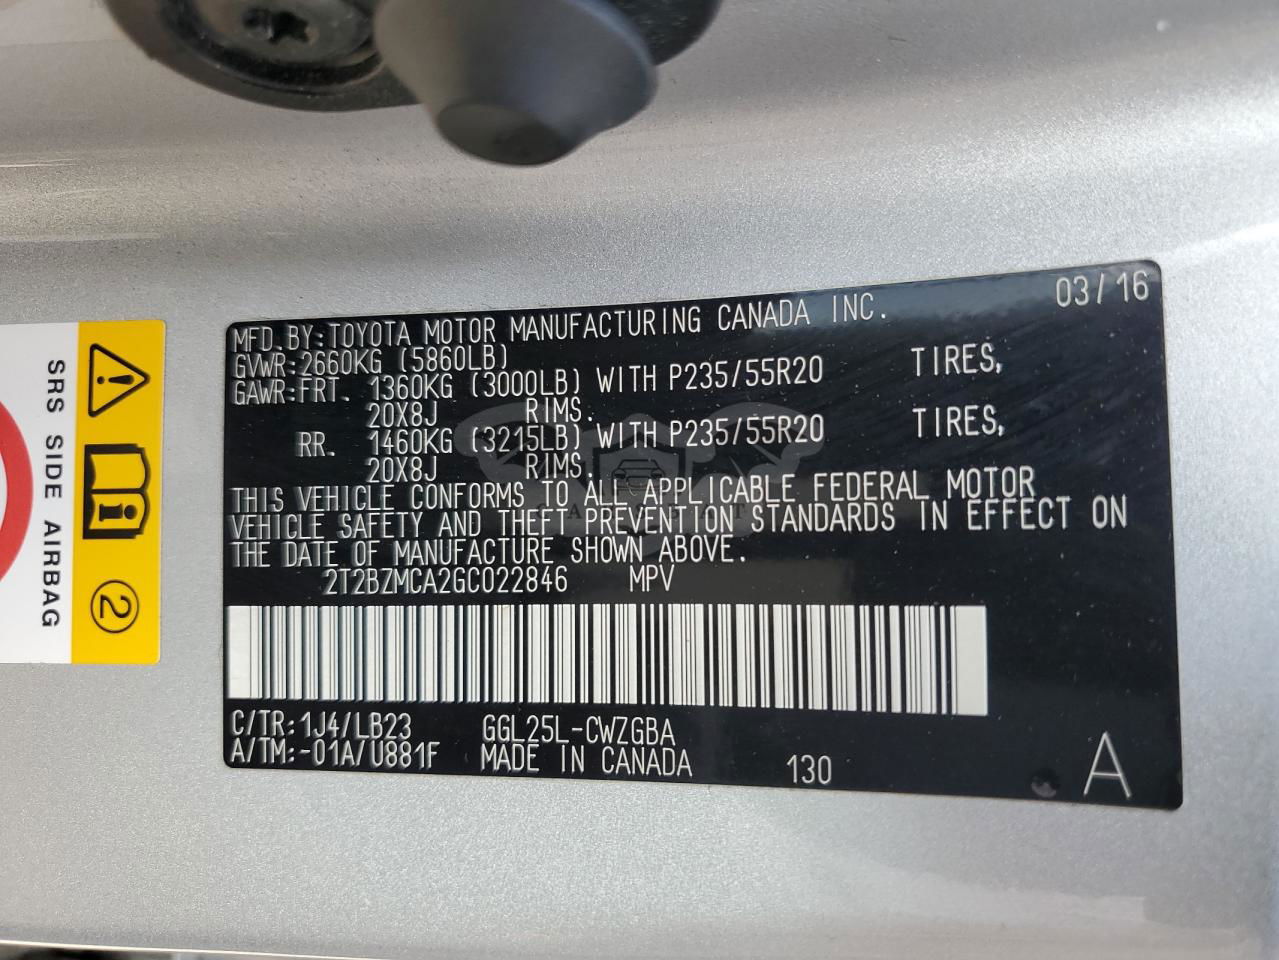 03/16
MFD.BY:TOYOTA MOTOR MANUFACTURING CANADA INC.
GVWR:2660KG (5860LB)
GAWR:FRT. 1360KG (3000LB) WITH P235/55R20 TIRES,
20X8J RIMS.
RR. 1460KG (3215LB) WITH P235/55R20 TIRES,
20X8J RIMS.
THIS VEHICLE CONFORMS TO ALL APPLICABLE FEDERAL MOTOR
VEHICLE SAFETY AND THEFT PREVENTION STANDARDS IN EFFECT ON
THE DATE OF MANUFACTURE SHOWN ABOVE.
2T2BZMCA2GC022846 MPV
C/TR:1J4/LB23 GGL25L-CWZGBA
A/TM:-01A/U881F MADE IN CANADA 130 A
SRS SIDE AIRBAG
2